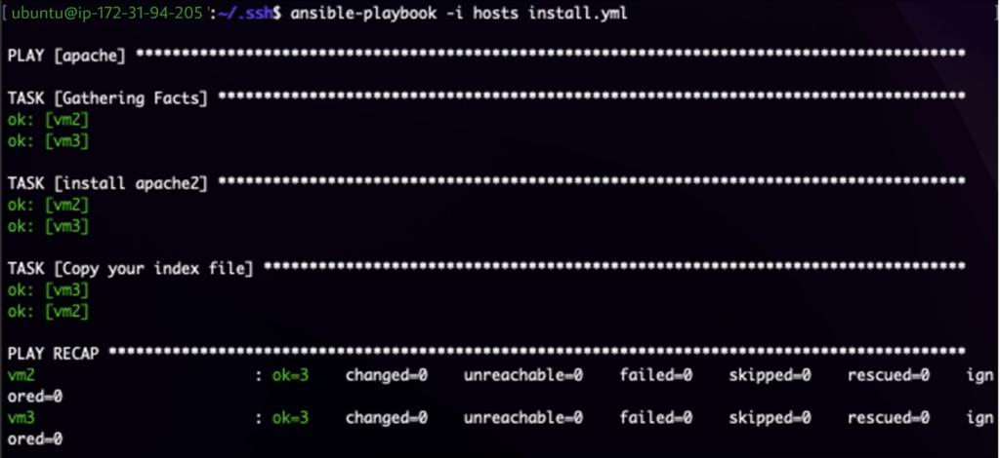 [ ubuntu@ip-172-31-94-205 ':~/.ssh$ ansible-playbook -i hosts install.yml ]
PLAY [apache] *******************************************************************************************
TASK [Gathering Facts] **********************************************************************************
ok: [vm2]
ok: [vm3]
TASK [install apache2] **********************************************************************************
ok: [vm2]
ok: [vm3]
TASK [Copy your index file] *****************************************************************************
ok: [vm3]
ok: [vm2]
PLAY RECAP **********************************************************************************************
vm2                        : ok=3    changed=0    unreachable=0    failed=0    skipped=0    rescued=0    ign
ored=0
vm3                        : ok=3    changed=0    unreachable=0    failed=0    skipped=0    rescued=0    ign
ored=0